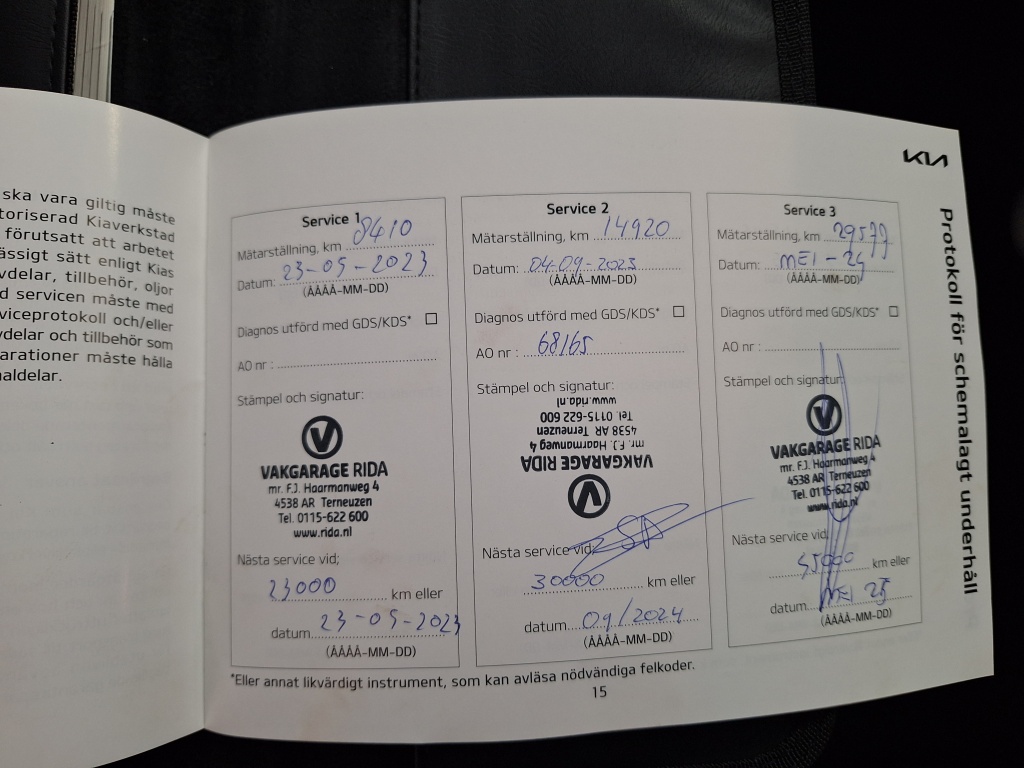 ska vara giltig måste
toriserad Kiaverkstad
förutsatt att arbetet
ässigt sätt enligt Kias
vdelar, tillbehör, oljor
d servicen måste med
viceprotokoll och/eller
vdelar och tillbehör som
arationer måste hålla
naldelar.
KIA
Protokoll för schemalagt underhåll
Service 1
Mätarställning, km 8410
Datum: 23-05-2023
(ÅÅÅÅ-MM-DD)
Diagnos utförd med GDS/KDS*
AO nr :
Stämpel och signatur:
VAKGARAGE RIDA
mr. F.J. Haarmanweg 4
4538 AR Terneuzen
Tel. 0115-622 600
www.rida.nl
Nästa service vid;
23000 km eller
datum 23-05-2023
(ÅÅÅÅ-MM-DD)
Service 2
Mätarställning, km 14920
Datum: 04-09-2023
(ÅÅÅÅ-MM-DD)
Diagnos utförd med GDS/KDS*
AO nr : 68165
Stämpel och signatur:
VAKGARAGE RIDA
mr. F.J. Haarmanweg 4
4538 AR Terneuzen
Tel. 0115-622 600
www.rida.nl
Nästa service vid;
30000 km eller
datum 09/2024
(ÅÅÅÅ-MM-DD)
Service 3
Mätarställning, km 29577
Datum: MEI-24
(ÅÅÅÅ-MM-DD)
Diagnos utförd med GDS/KDS*
AO nr :
Stämpel och signatur:
VAKGARAGE RIDA
mr. F.J. Haarmanweg 4
4538 AR Terneuzen
Tel. 0115-622 600
www.rida.nl
Nästa service vid;
km eller
datum MEI 25
(ÅÅÅÅ-MM-DD)
*Eller annat likvärdigt instrument, som kan avläsa nödvändiga felkoder.
15